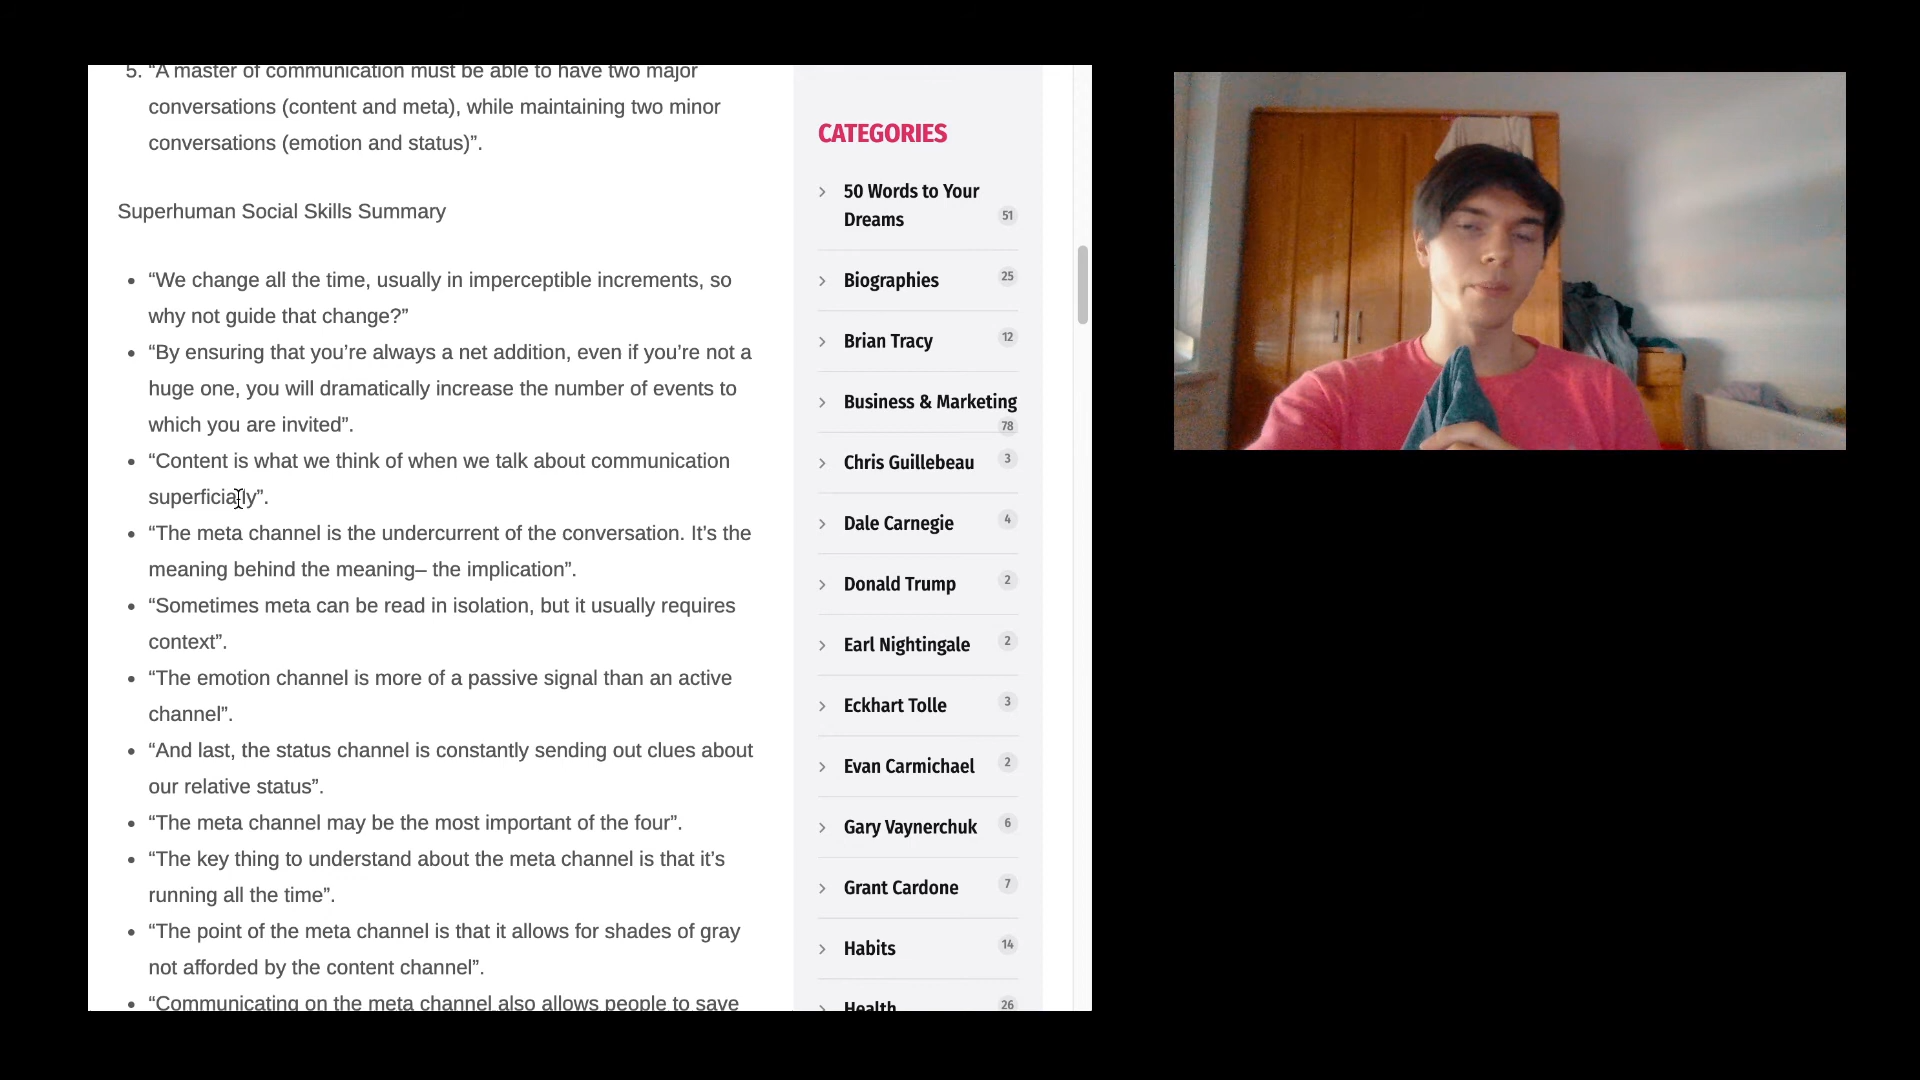 5. “A master of communication must be able to have two major
conversations (content and meta), while maintaining two minor
conversations (emotion and status)”.
Superhuman Social Skills Summary
• “We change all the time, usually in imperceptible increments, so
why not guide that change?”
• “By ensuring that you’re always a net addition, even if you’re not a
huge one, you will dramatically increase the number of events to
which you are invited”.
• “Content is what we think of when we talk about communication
superficially”.
• “The meta channel is the undercurrent of the conversation. It’s the
meaning behind the meaning– the implication”.
• “Sometimes meta can be read in isolation, but it usually requires
context”.
• “The emotion channel is more of a passive signal than an active
channel”.
• “And last, the status channel is constantly sending out clues about
our relative status”.
• “The meta channel may be the most important of the four”.
• “The key thing to understand about the meta channel is that it’s
running all the time”.
• “The point of the meta channel is that it allows for shades of gray
not afforded by the content channel”.
• “Communicating on the meta channel also allows people to save
CATEGORIES
50 Words to Your
Dreams 51
Biographies 25
Brian Tracy 12
Business & Marketing
78
Chris Guillebeau 3
Dale Carnegie 4
Donald Trump 2
Earl Nightingale 2
Eckhart Tolle 3
Evan Carmichael 2
Gary Vaynerchuk 6
Grant Cardone 7
Habits 14
Health 26